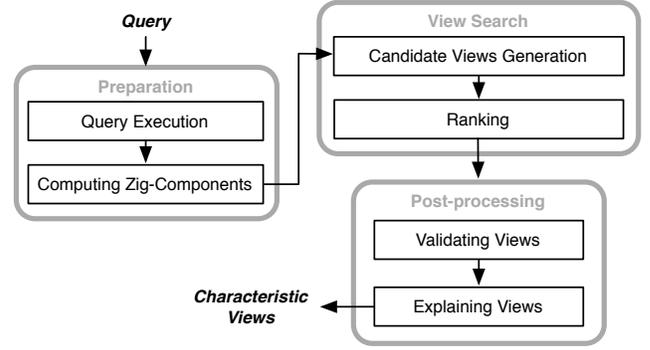 Query
Preparation
Query Execution
Computing Zig-Components
View Search
Candidate Views Generation
Ranking
Post-processing
Validating Views
Explaining Views
Characteristic
Views